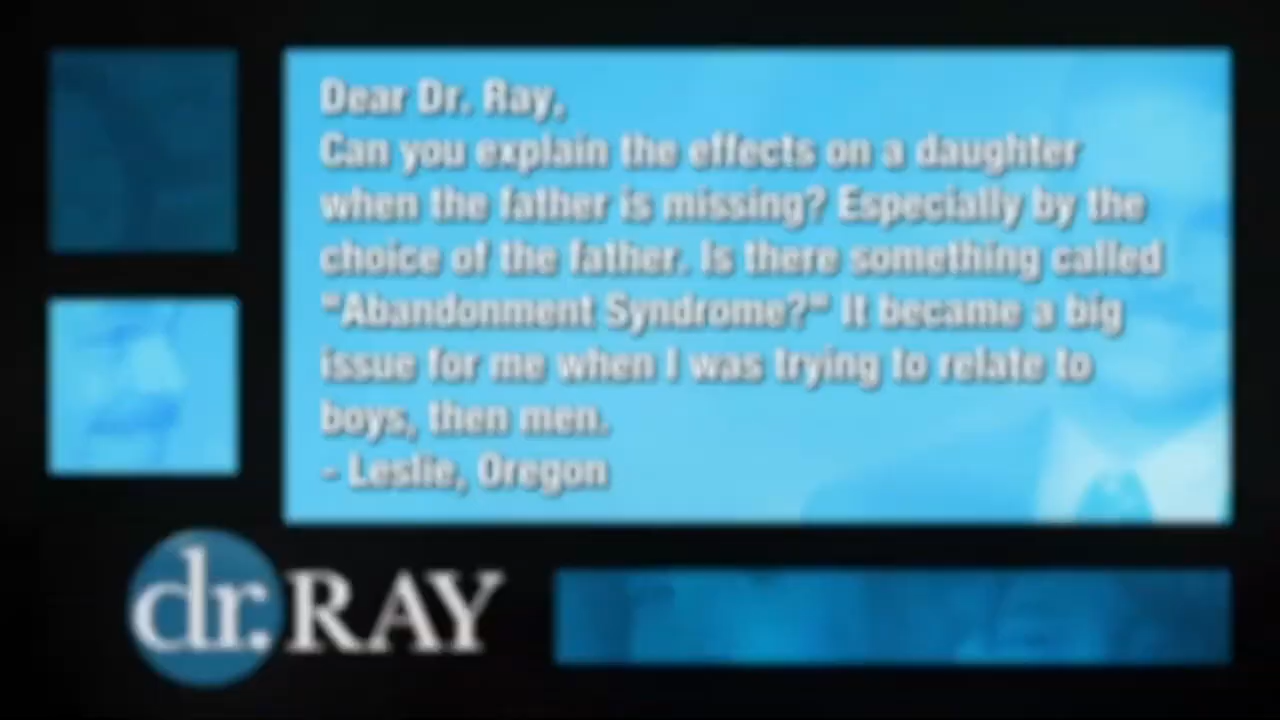 Dear Dr. Ray,
Can you explain the effects on a daughter
when the father is missing? Especially by the
choice of the father. Is there something called
"Abandonment Syndrome?" It became a big
issue for me when I was trying to relate to
boys, then men.
- Leslie, Oregon
dr. RAY